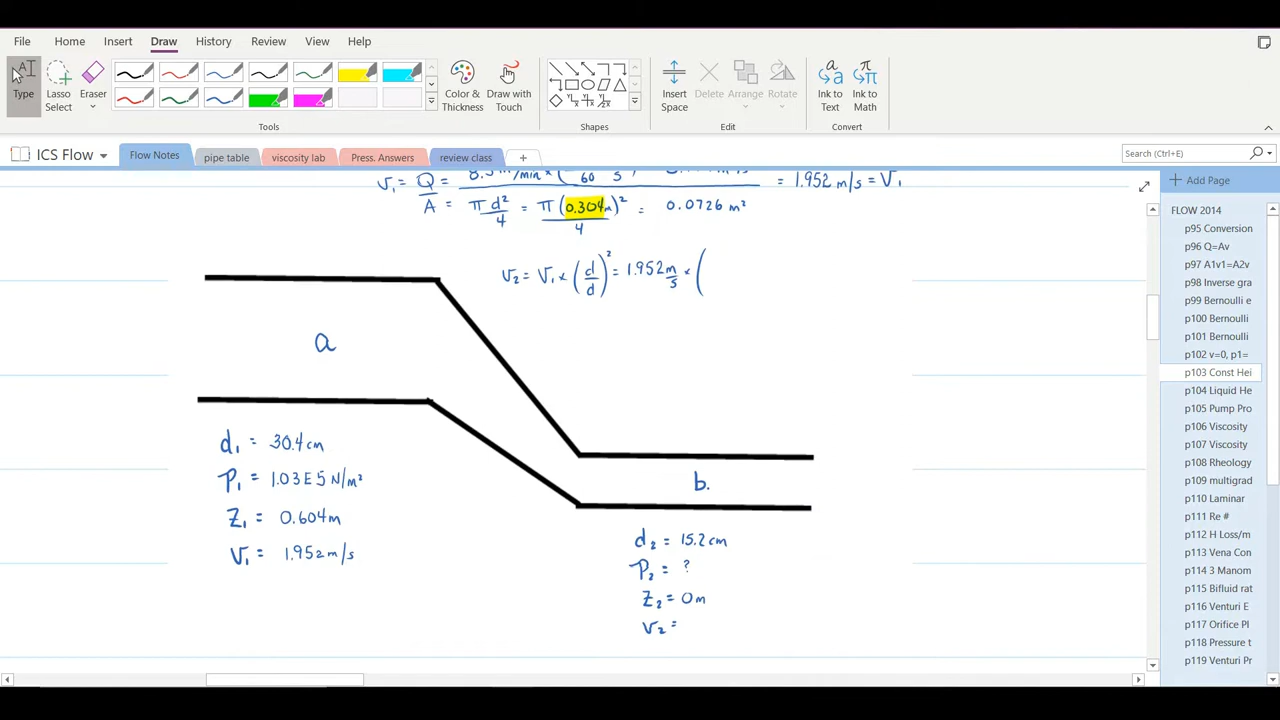 File Home Insert Draw History Review View Help
Type
Lasso Select
Eraser
Color & Thickness
Draw with Touch
Insert Space
Delete
Arrange
Rotate
Ink to Text
Ink to Math
Tools
Shapes
Edit
Convert
ICS Flow
Flow Notes
pipe table
viscosity lab
Press. Answers
review class
Search (Ctrl+E)
Add Page
FLOW 2014
p95 Conversion
p96 Q=Av
p97 A1v1=A2v
p98 Inverse gra
p99 Bernoulli e
p100 Bernoulli
p101 Bernoulli
p102 v=0, p1=
p103 Const Hei
p104 Liquid He
p105 Pump Pro
p106 Viscosity
p107 Viscosity
p108 Rheology
p109 multigrad
p110 Laminar
p111 Re #
p112 H Loss/m
p113 Vena Con
p114 3 Manom
p115 Bifluid rat
p116 Venturi E
p117 Orifice Pl
p118 Pressure t
p119 Venturi Pr
v₁ = Q/A = = 1.952 m/s = V₁
π d²/4 = π (0.304m)²/4 = 0.0726 m²
v₂ = V₁ × (d/d)² = 1.952 m/s × (
a
d₁ = 30.4cm
P₁ = 1.03E5 N/m²
Z₁ = 0.604m
V₁ = 1.952m/s
b.
d₂ = 15.2cm
P₂ = ?
Z₂ = 0m
v₂ =